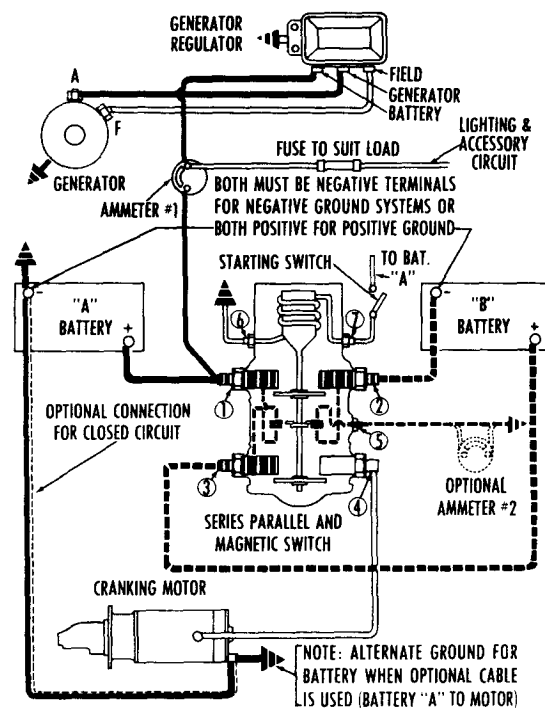 GENERATOR
REGULATOR
A
FIELD
GENERATOR
BATTERY
F
LIGHTING &
ACCESSORY
CIRCUIT
FUSE TO SUIT LOAD
GENERATOR
AMMETER #1
BOTH MUST BE NEGATIVE TERMINALS
FOR NEGATIVE GROUND SYSTEMS OR
BOTH POSITIVE FOR POSITIVE GROUND
STARTING SWITCH
TO BAT.
"A"
-
"A"
BATTERY
+
6
7
-
"B"
BATTERY
+
1
2
OPTIONAL CONNECTION
FOR CLOSED CIRCUIT
5
3
4
OPTIONAL
AMMETER #2
SERIES PARALLEL AND
MAGNETIC SWITCH
CRANKING MOTOR
NOTE: ALTERNATE GROUND FOR
BATTERY WHEN OPTIONAL CABLE
IS USED (BATTERY "A" TO MOTOR)